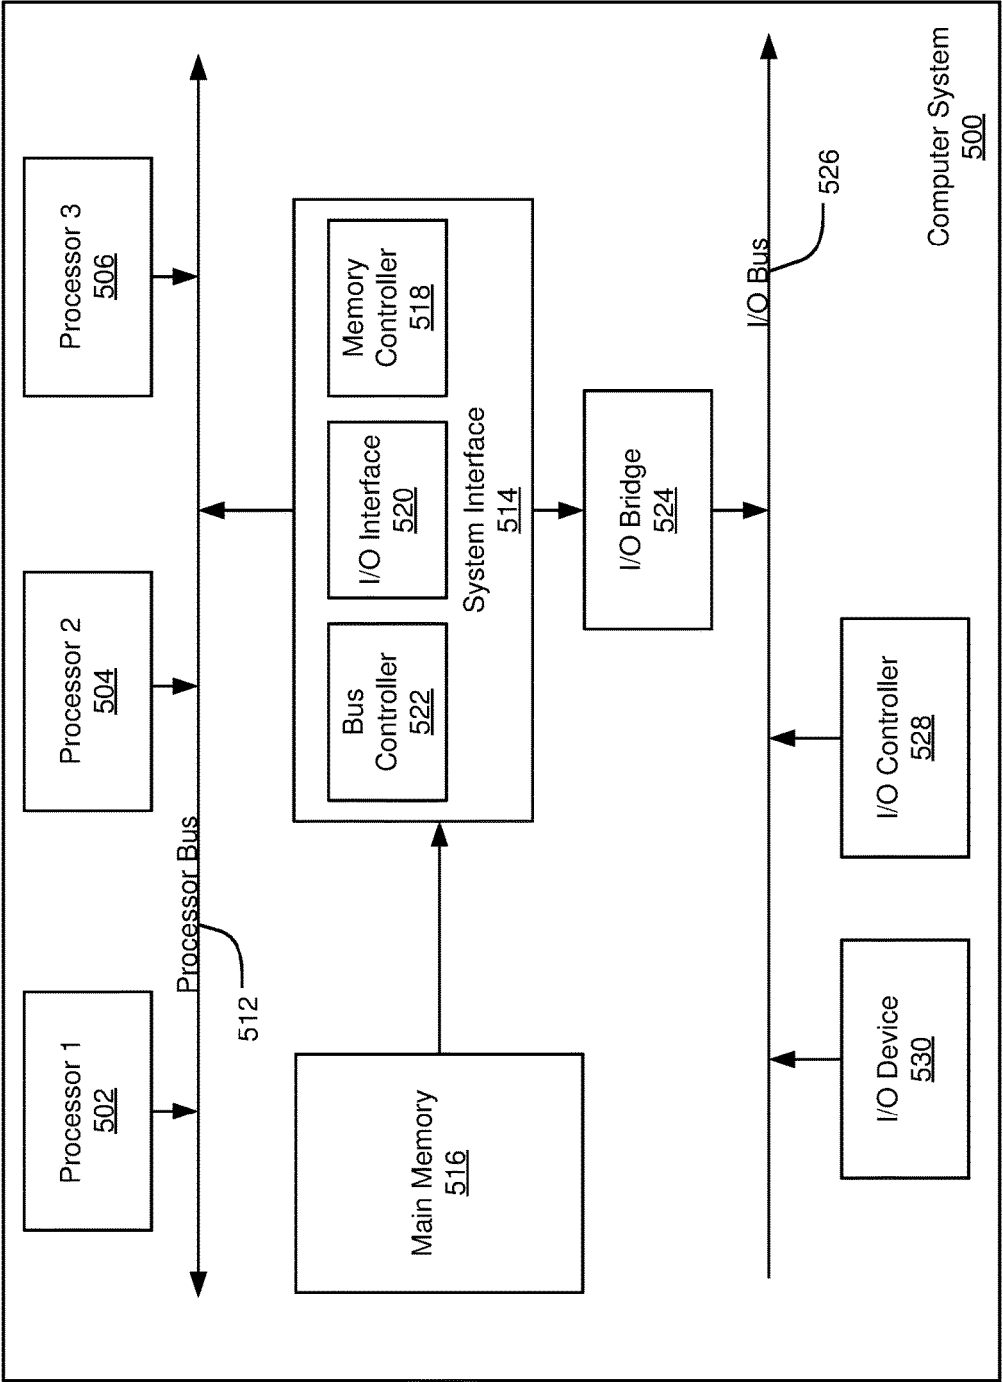 Processor 1
502
Processor 2
504
Processor 3
506
Processor Bus
512
Main Memory
516
Bus
Controller
522
I/O Interface
520
Memory
Controller
518
System Interface
514
I/O Bridge
524
I/O Bus
526
I/O Device
530
I/O Controller
528
Computer System
500